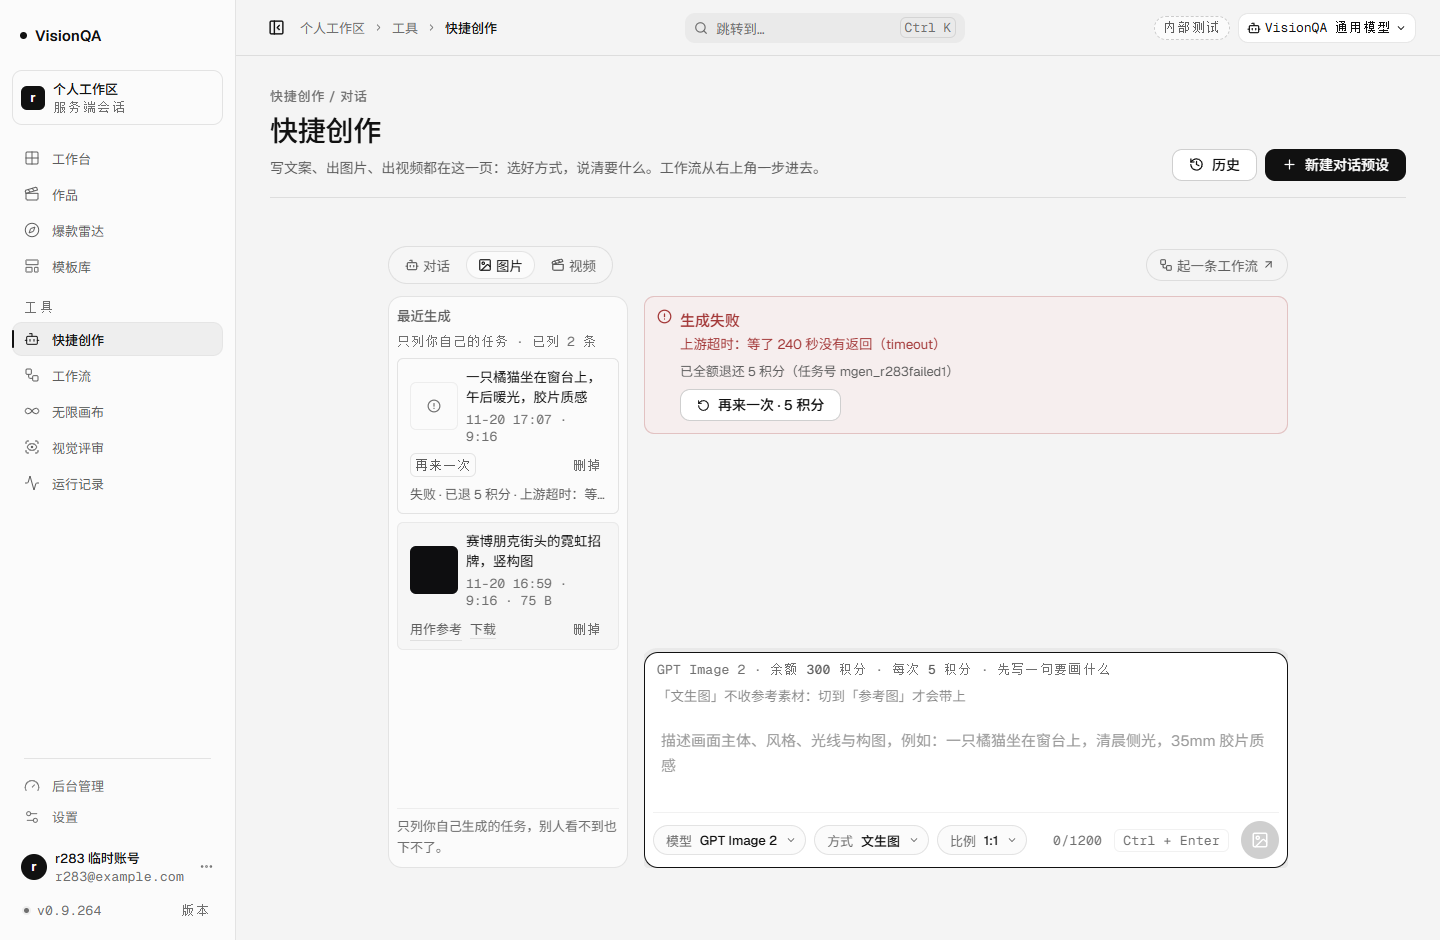 VisionQA
r
个人工作区
服务端会话
工作台
作品
爆款雷达
模板库
工具
快捷创作
工作流
无限画布
视觉评审
运行记录
后台管理
设置
r
r283 临时账号
r283@example.com
v0.9.264
版本
个人工作区 > 工具 > 快捷创作
跳转到...
Ctrl K
内部测试
VisionQA 通用模型
快捷创作 / 对话
快捷创作
写文案、出图片、出视频都在这一页：选好方式，说清要什么。工作流从右上角一步进去。
历史
新建对话预设
对话
图片
视频
起一条工作流
最近生成
只列你自己的任务 · 已列 2 条
一只橘猫坐在窗台上，
午后暖光，胶片质感
11-20 17:07 ·
9:16
再来一次
删掉
失败 · 已退 5 积分 · 上游超时：等...
赛博朋克街头的霓虹招
牌，竖构图
11-20 16:59 ·
9:16 · 75 B
用作参考
下载
删掉
只列你自己生成的任务，别人看不到也
下不了。
生成失败
上游超时：等了 240 秒没有返回（timeout）
已全额退还 5 积分（任务号 mgen_r283failed1）
再来一次 · 5 积分
GPT Image 2 · 余额 300 积分 · 每次 5 积分 · 先写一句要画什么
「文生图」不收参考素材：切到「参考图」才会带上
描述画面主体、风格、光线与构图，例如：一只橘猫坐在窗台上，清晨侧光，35mm 胶片质
感
模型 GPT Image 2
方式 文生图
比例 1:1
0/1200
Ctrl + Enter